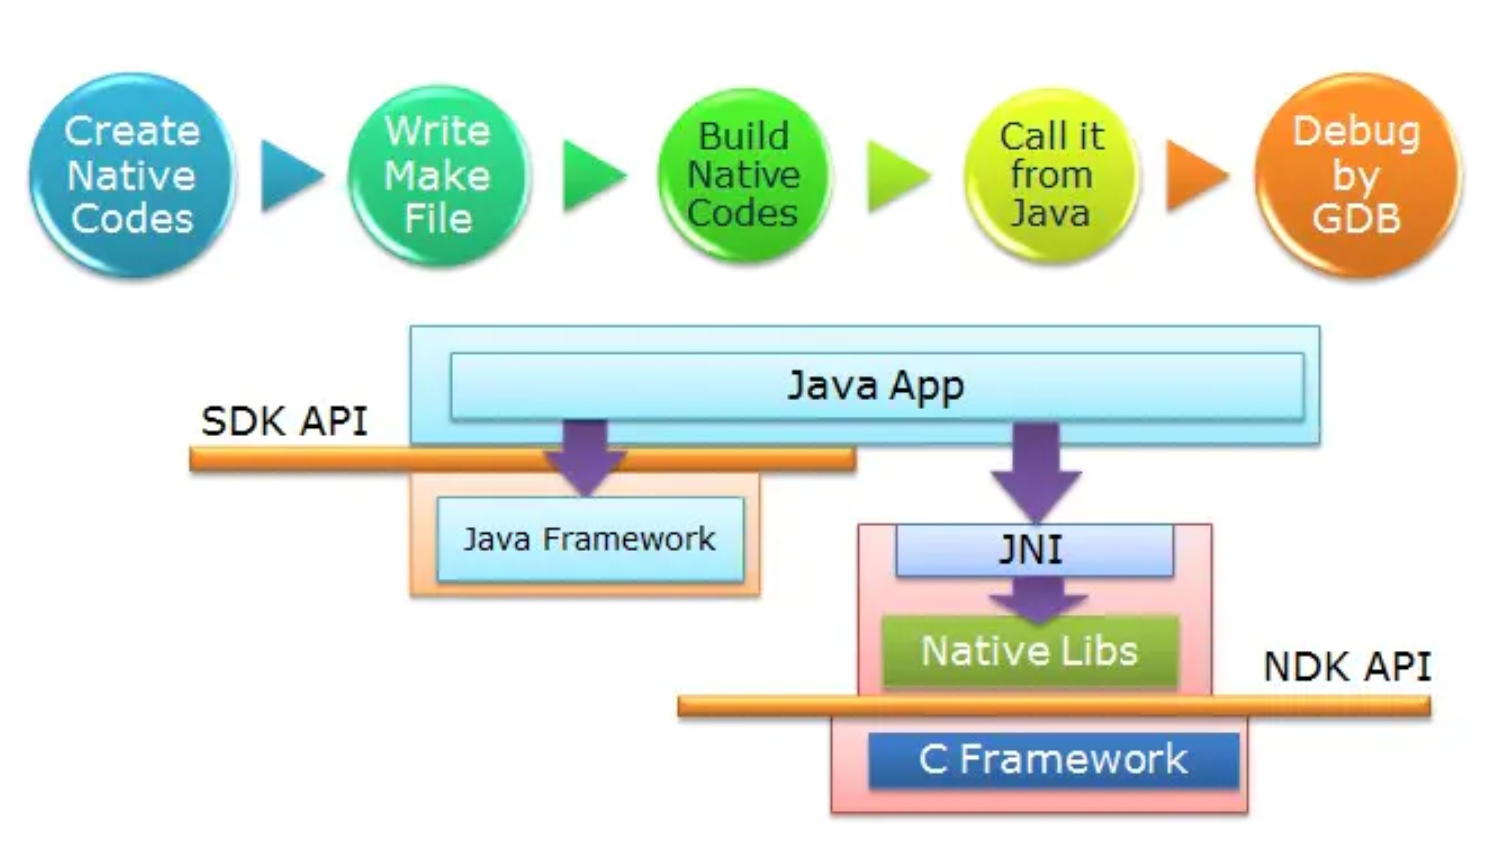 Create
Native
Codes
Write
Make
File
Build
Native
Codes
Call it
from
Java
Debug
by
GDB
Java App
SDK API
Java Framework
JNI
Native Libs
NDK API
C Framework